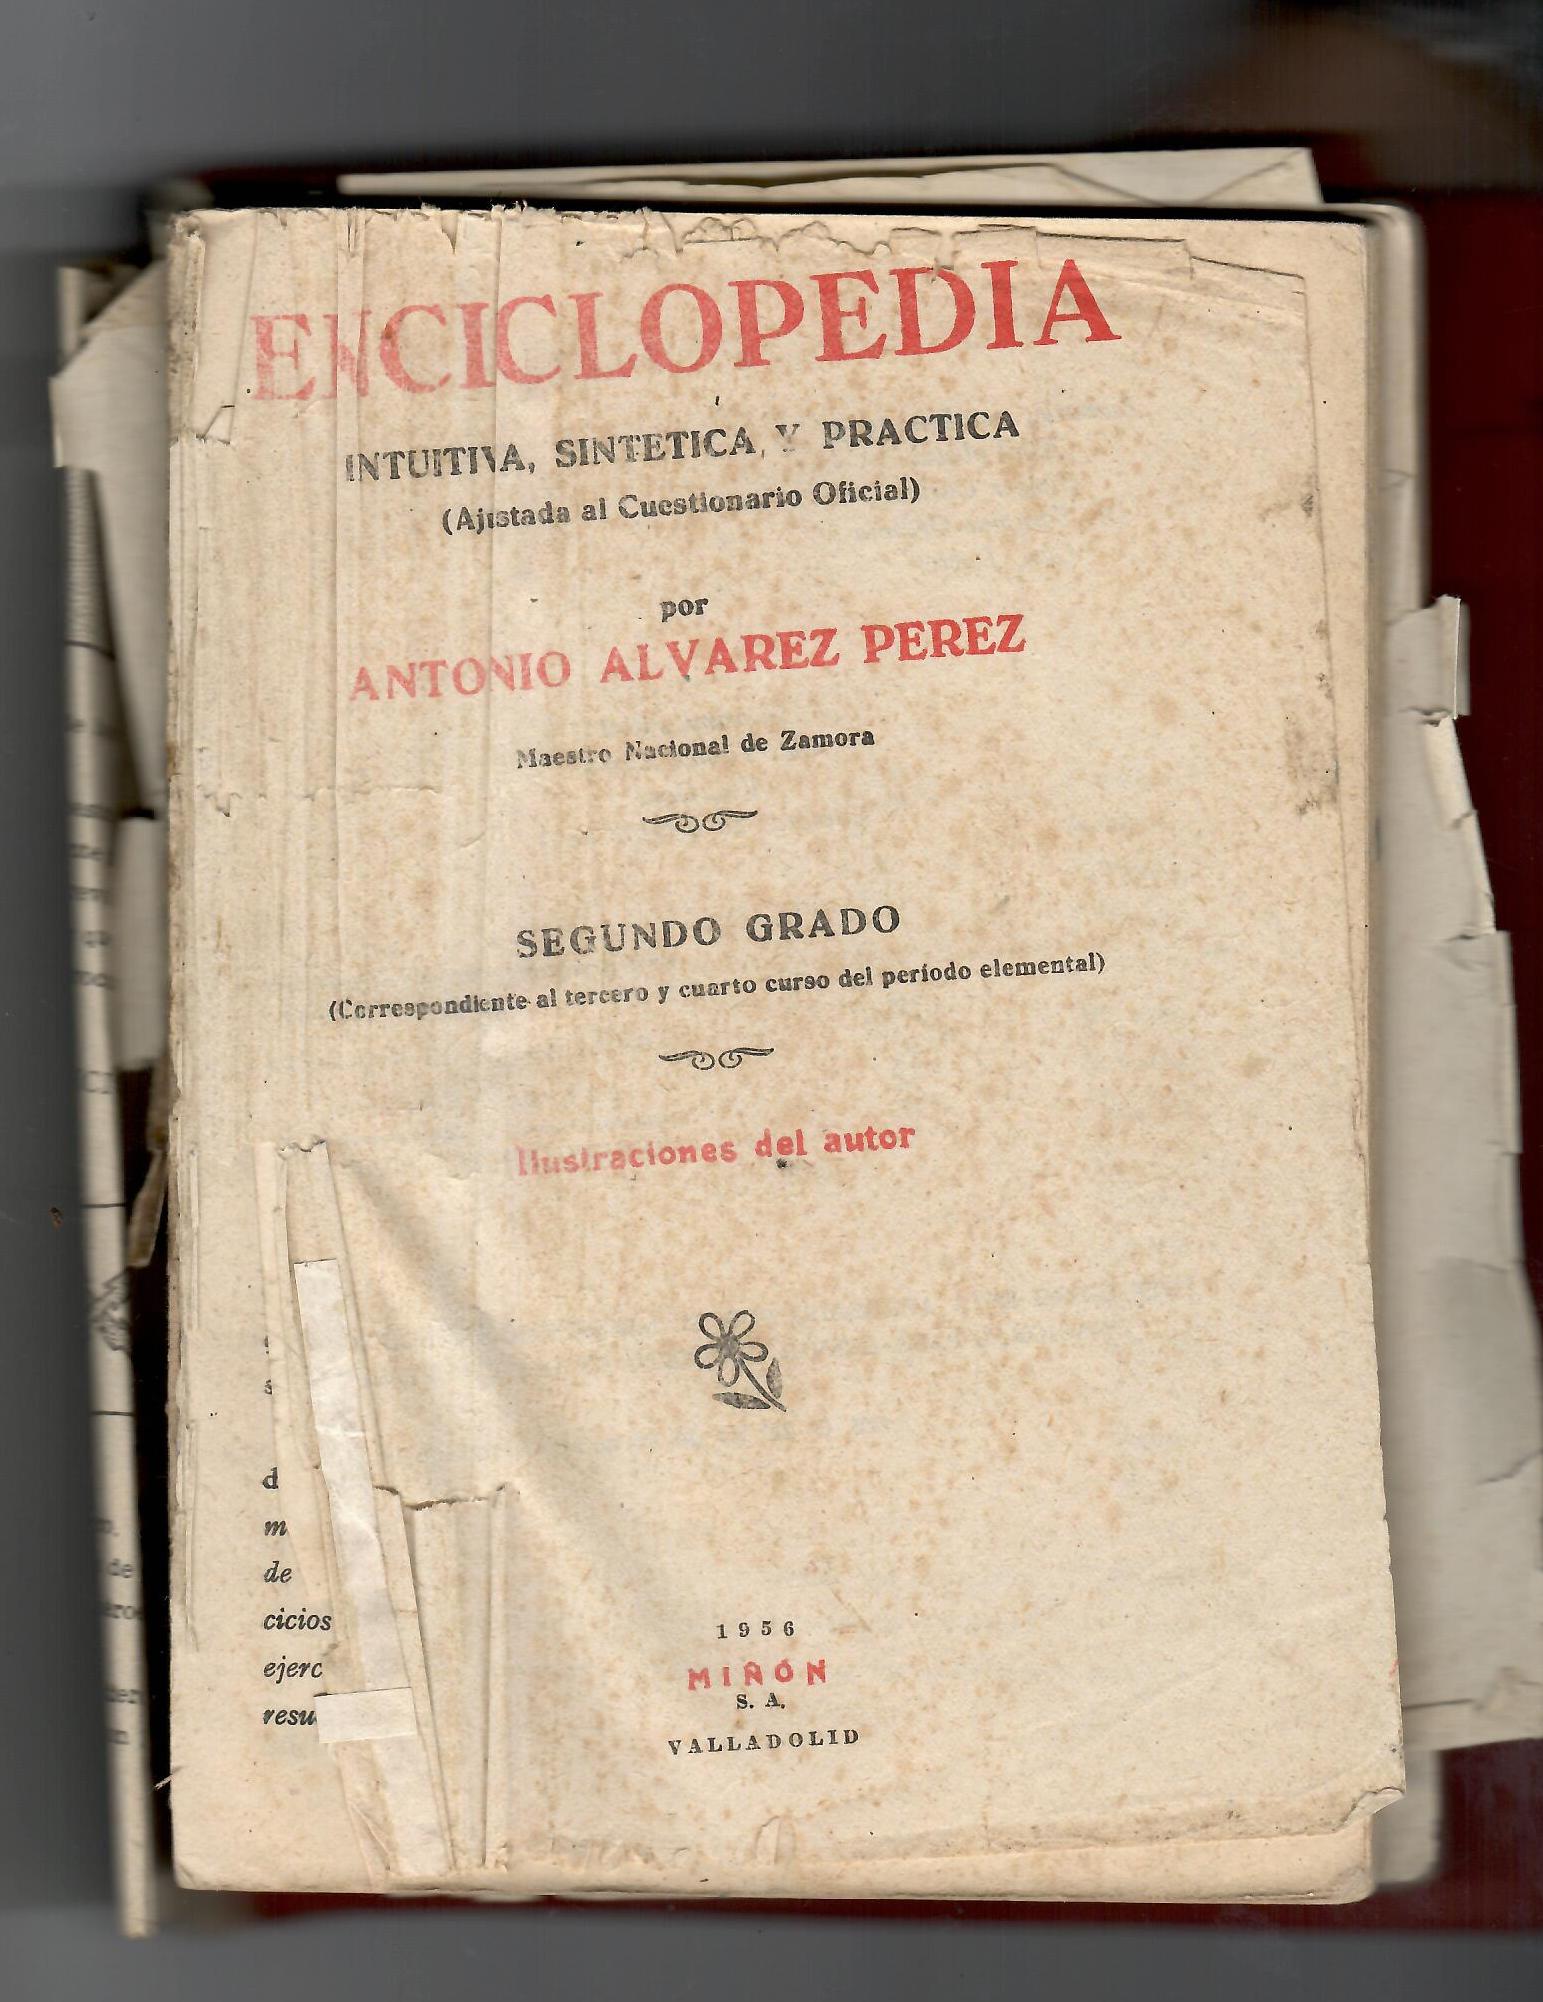 ENCICLOPEDIA
INTUITIVA, SINTETICA, Y PRACTICA
(Ajustada al Cuestionario Oficial)
por
ANTONIO ALVAREZ PEREZ
Maestro Nacional de Zamora
SEGUNDO GRADO
(Correspondiente al tercero y cuarto curso del período elemental)
Ilustraciones del autor
d
m
de
cicios
ejerc
resu
1956
MIÑON
S. A.
VALLADOLID